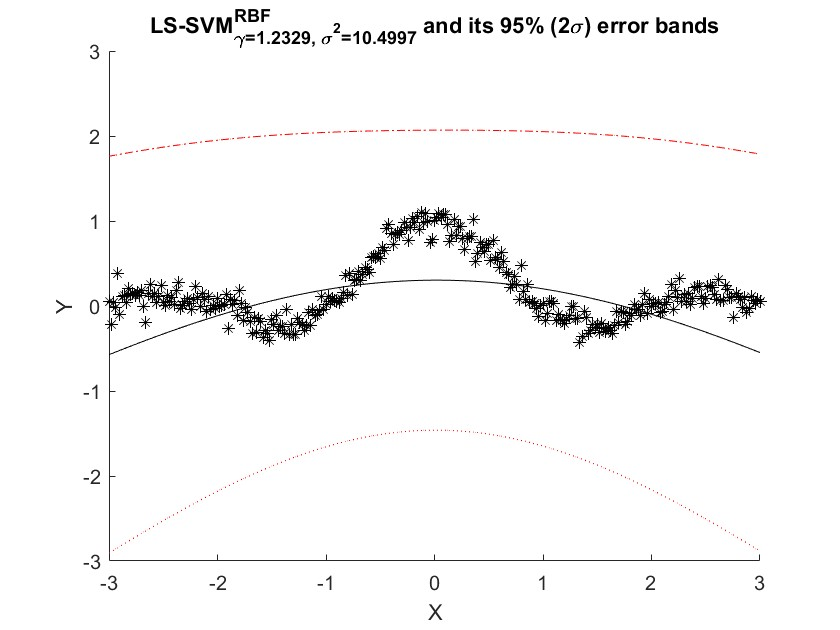 LS-SVM^RBF_γ=1.2329, σ^2=10.4997 and its 95% (2σ) error bands
3
2
1
0
-1
-2
-3
Y
-3 -2 -1 0 1 2 3
X